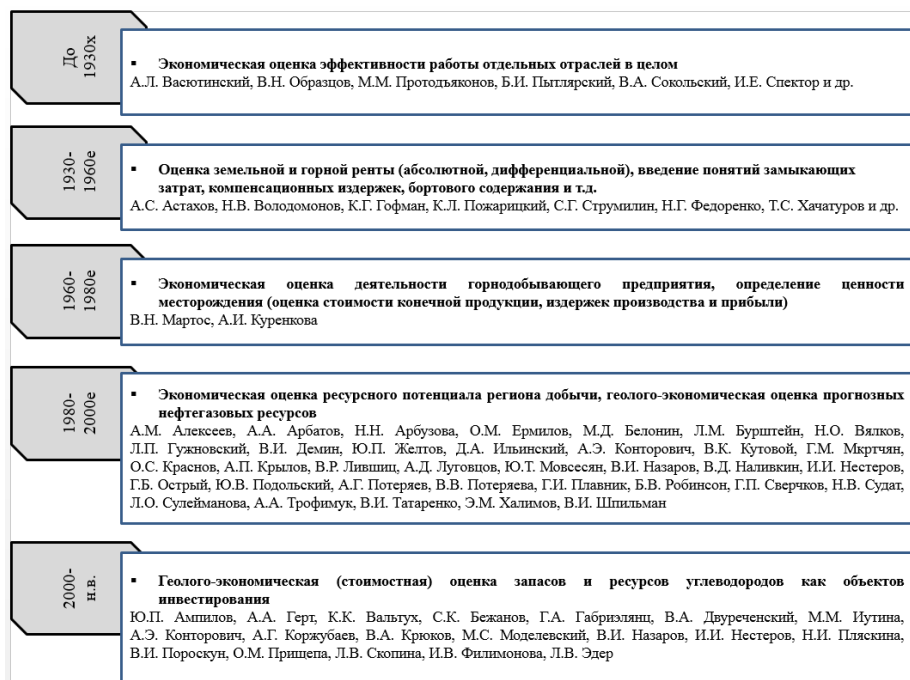 До
1930х
▪ Экономическая оценка эффективности работы отдельных отраслей в целом
А.Л. Васютинский, В.Н. Образцов, М.М. Протодьяконов, Б.И. Пытлярский, В.А. Сокольский, И.Е. Спектор и др.
1930-
1960е
▪ Оценка земельной и горной ренты (абсолютной, дифференциальной), введение понятий замыкающих
затрат, компенсационных издержек, бортового содержания и т.д.
А.С. Астахов, Н.В. Володомонов, К.Г. Гофман, К.Л. Пожарицкий, С.Г. Струмилин, Н.Г. Федоренко, Т.С. Хачатуров и др.
1960-
1980е
▪ Экономическая оценка деятельности горнодобывающего предприятия, определение ценности
месторождения (оценка стоимости конечной продукции, издержек производства и прибыли)
В.Н. Мартос, А.И. Куренкова
1980-
2000е
▪ Экономическая оценка ресурсного потенциала региона добычи, геолого-экономическая оценка прогнозных
нефтегазовых ресурсов
А.М. Алексеев, А.А. Арбатов, Н.Н. Арбузова, О.М. Ермилов, М.Д. Белонин, Л.М. Бурштейн, Н.О. Вялков,
Л.П. Гужновский, В.И. Демин, Ю.П. Желтов, Д.А. Ильинский, А.Э. Конторович, В.К. Кутовой, Г.М. Мкртчян,
О.С. Краснов, А.П. Крылов, В.Р. Лившиц, А.Д. Луговцов, Ю.Т. Мовсесян, В.И. Назаров, В.Д. Наливкин, И.И. Нестеров,
Г.Б. Острый, Ю.В. Подольский, А.Г. Потеряев, В.В. Потеряева, Г.И. Плавник, Б.В. Робинсон, Г.П. Сверчков, Н.В. Судат,
Л.О. Сулейманова, А.А. Трофимук, В.И. Татаренко, Э.М. Халимов, В.И. Шпильман
2000-
н.в.
▪ Геолого-экономическая (стоимостная) оценка запасов и ресурсов углеводородов как объектов
инвестирования
Ю.П. Ампилов, А.А. Герт, К.К. Вальтух, С.К. Бежанов, Г.А. Габриэлянц, В.А. Двуреченский, М.М. Иутина,
А.Э. Конторович, А.Г. Коржубаев, В.А. Крюков, М.С. Моделевский, В.И. Назаров, И.И. Нестеров, Н.И. Пляскина,
В.И. Пороскун, О.М. Прищепа, Л.В. Скопина, И.В. Филимонова, Л.В. Эдер